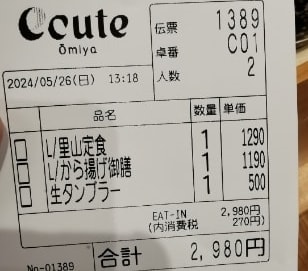 Ccute
Ōmiya
伝票 1389
卓番 C01
人数 2
2024/05/26(日) 13:18
品名 数量 単価
L/里山定食 1 1290
L/から揚げ御膳 1 1190
生タンブラー 1 500
EAT-IN 2,980円
(内消費税 270円)
合計 2,980円
No-01389